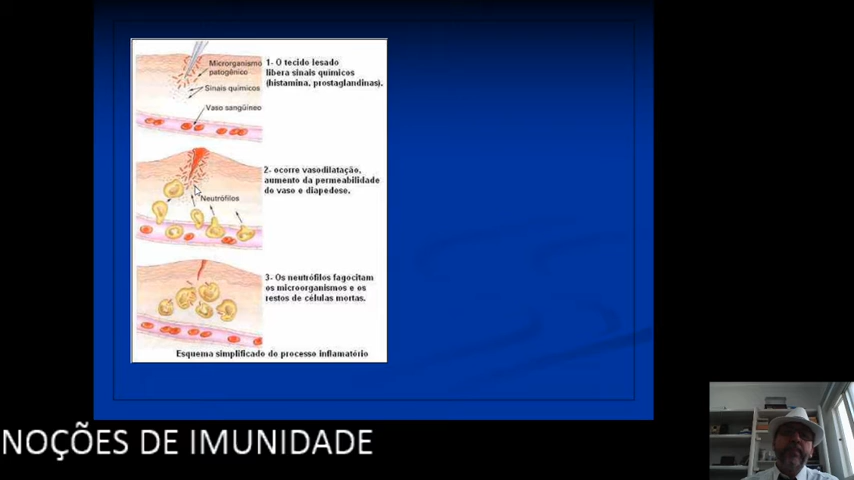 Microrganismo
patogênico
Sinais químicos
Vaso sangüíneo
1- O tecido lesado
libera sinais químicos
(histamina, prostaglandinas).
2- ocorre vasodilatação,
aumento da permeabilidade
do vaso e diapedese.
Neutrófilos
3- Os neutrófilos fagocitam
os microorganismos e os
restos de células mortas.
Esquema simplificado do processo inflamatório
NOÇÕES DE IMUNIDADE